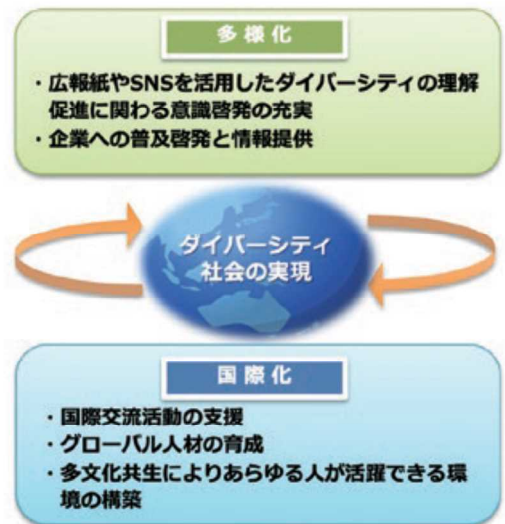 多様化
・広報紙やSNSを活用したダイバーシティの理解
促進に関わる意識啓発の充実
・企業への普及啓発と情報提供
ダイバーシティ
社会の実現
国際化
・国際交流活動の支援
・グローバル人材の育成
・多文化共生によりあらゆる人が活躍できる環
境の構築